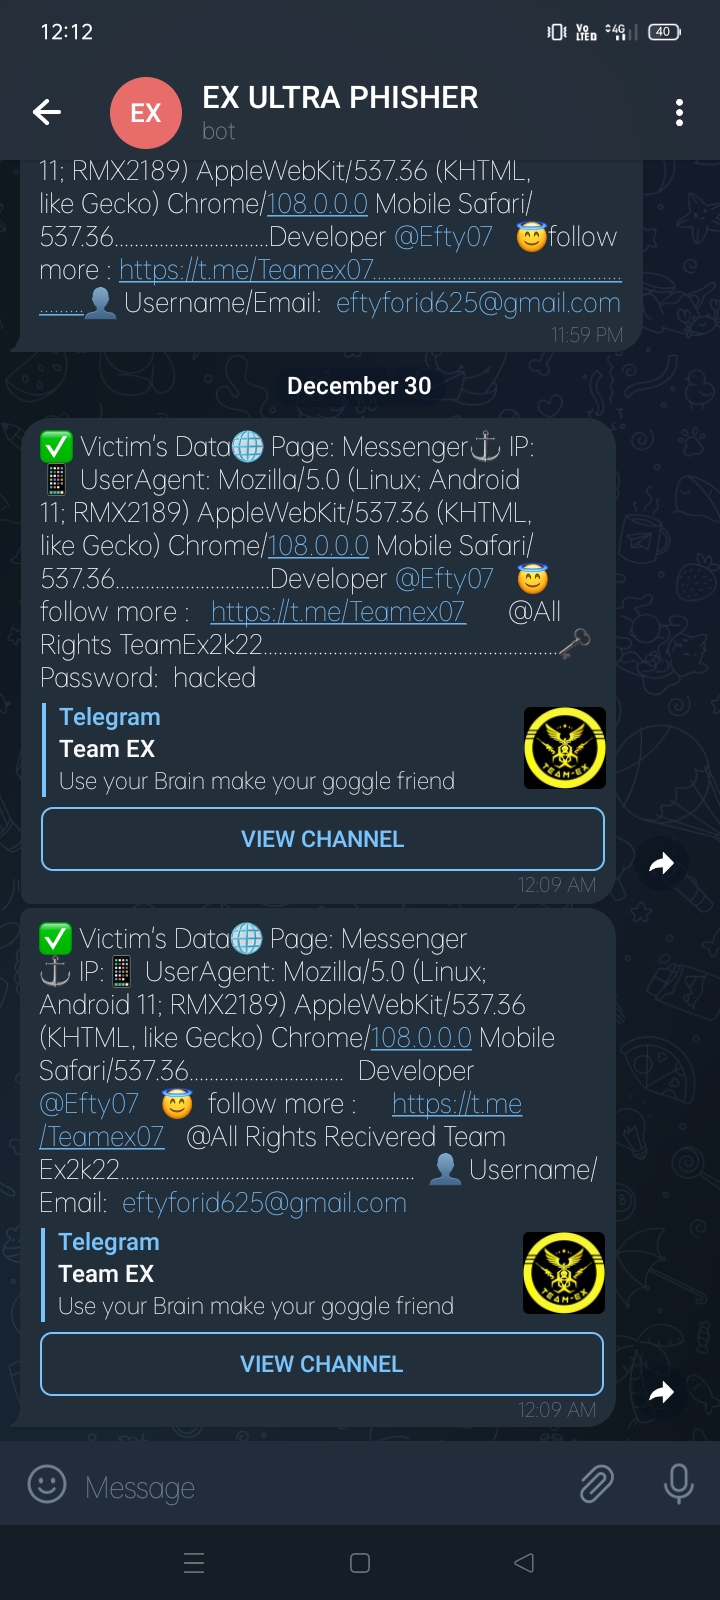 12:12
Vo LTE 4G 40
EX
EX ULTRA PHISHER
bot
11; RMX2189) AppleWebKit/537.36 (KHTML,
like Gecko) Chrome/108.0.0.0 Mobile Safari/
537.36..............................Developer @Efty07 😇follow
more : https://t.me/Teamex07................................................
.........👤 Username/Email: eftyforid625@gmail.com
11:59 PM
December 30
✅ Victim's Data🌐 Page: Messenger⚓ IP:
📱 UserAgent: Mozilla/5.0 (Linux; Android
11; RMX2189) AppleWebKit/537.36 (KHTML,
like Gecko) Chrome/108.0.0.0 Mobile Safari/
537.36..............................Developer @Efty07 😇
follow more : https://t.me/Teamex07 @All
Rights TeamEx2k22.........................................................🗝
Password: hacked
Telegram
Team EX
Use your Brain make your goggle friend
TEAM-EX
VIEW CHANNEL
12:09 AM
✅ Victim's Data🌐 Page: Messenger
⚓ IP:📱 UserAgent: Mozilla/5.0 (Linux;
Android 11; RMX2189) AppleWebKit/537.36
(KHTML, like Gecko) Chrome/108.0.0.0 Mobile
Safari/537.36.............................. Developer
@Efty07 😇 follow more : https://t.me
/Teamex07 @All Rights Recivered Team
Ex2k22......................................................... 👤 Username/
Email: eftyforid625@gmail.com
Telegram
Team EX
Use your Brain make your goggle friend
TEAM-EX
VIEW CHANNEL
12:09 AM
Message